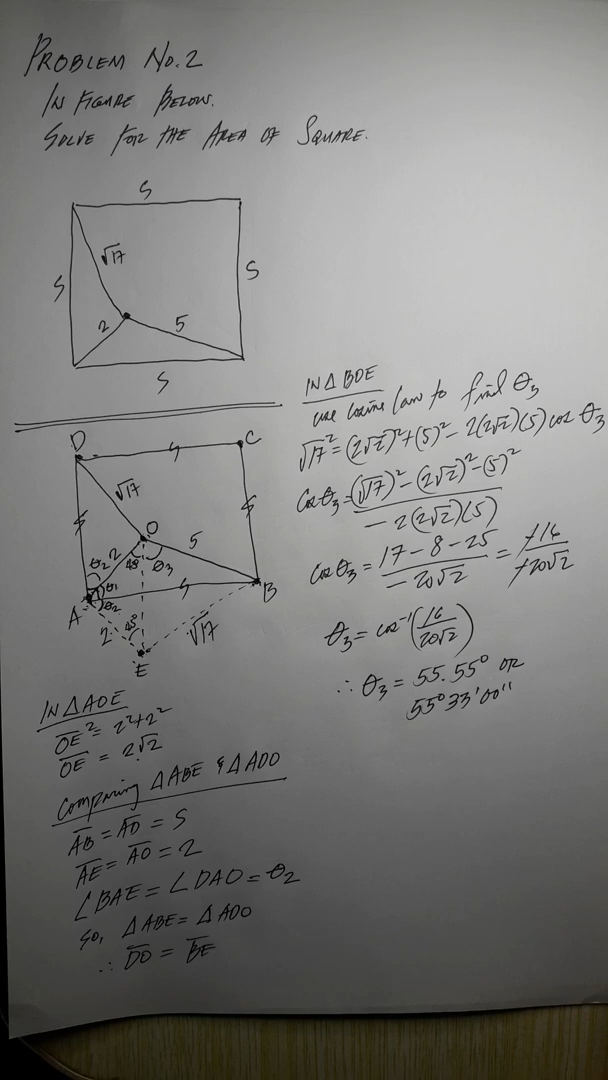 PROBLEM NO.2
IN FIGURE BELOW.
SOLVE FOR THE AREA OF SQUARE.
S
√17
S
S
2
5
S
D
C
√17
O
θ2
2
45°
θ3
5
θ1
A
θ2
B
2
45°
√17
E
IN △AOE
OE² = 2²+2²
OE = 2√2
Comparing △ABE & △ADO
AB = AD = S
AE = AO = 2
∠BAE = ∠DAO = θ2
So, △ABE = △ADO
∴ DO = BE
IN △ BOE
use cosine law to find θ3
√17² = (2√2)²+(5)² - 2(2√2)(5) cos θ3
Cos θ3 = (√17)² - (2√2)² - (5)²
-2(2√2)(5)
Cos θ3 = 17 - 8 - 25 = -16
-20√2 -20√2
θ3 = cos⁻¹(16/20√2)
∴ θ3 = 55.55° OR
55°33'00"